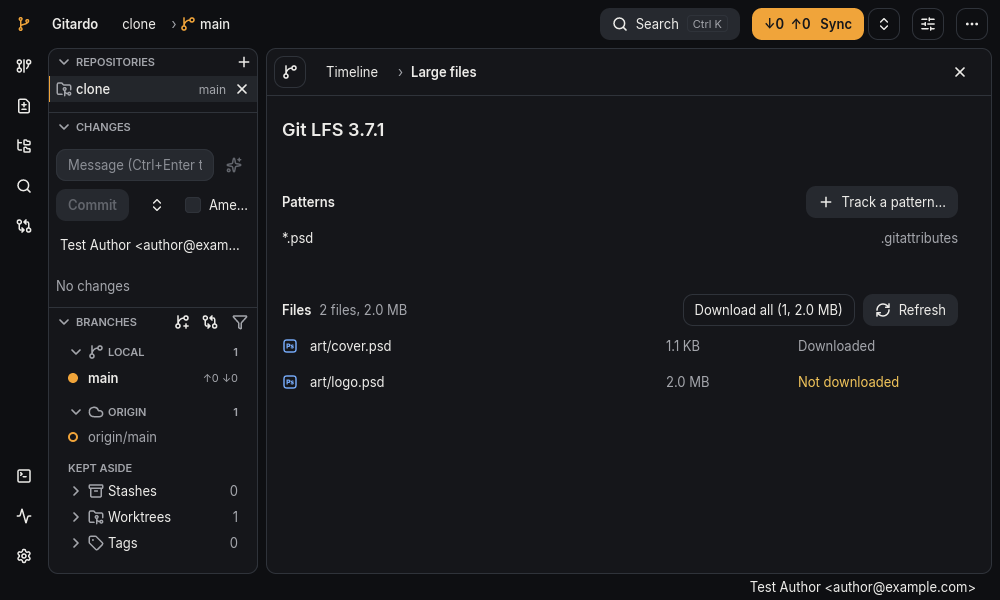 Gitardo clone › main
Search Ctrl K
↓0 ↑0 Sync
REPOSITORIES
clone main
CHANGES
Message (Ctrl+Enter t
Commit
Ame...
Test Author <author@exam...
No changes
BRANCHES
LOCAL 1
main ↑0 ↓0
ORIGIN 1
origin/main
KEPT ASIDE
Stashes 0
Worktrees 1
Tags 0
Timeline › Large files
Git LFS 3.7.1
Patterns
Track a pattern...
*.psd .gitattributes
Files 2 files, 2.0 MB
Download all (1, 2.0 MB)
Refresh
Ps art/cover.psd 1.1 KB Downloaded
Ps art/logo.psd 2.0 MB Not downloaded
Test Author <author@example.com>